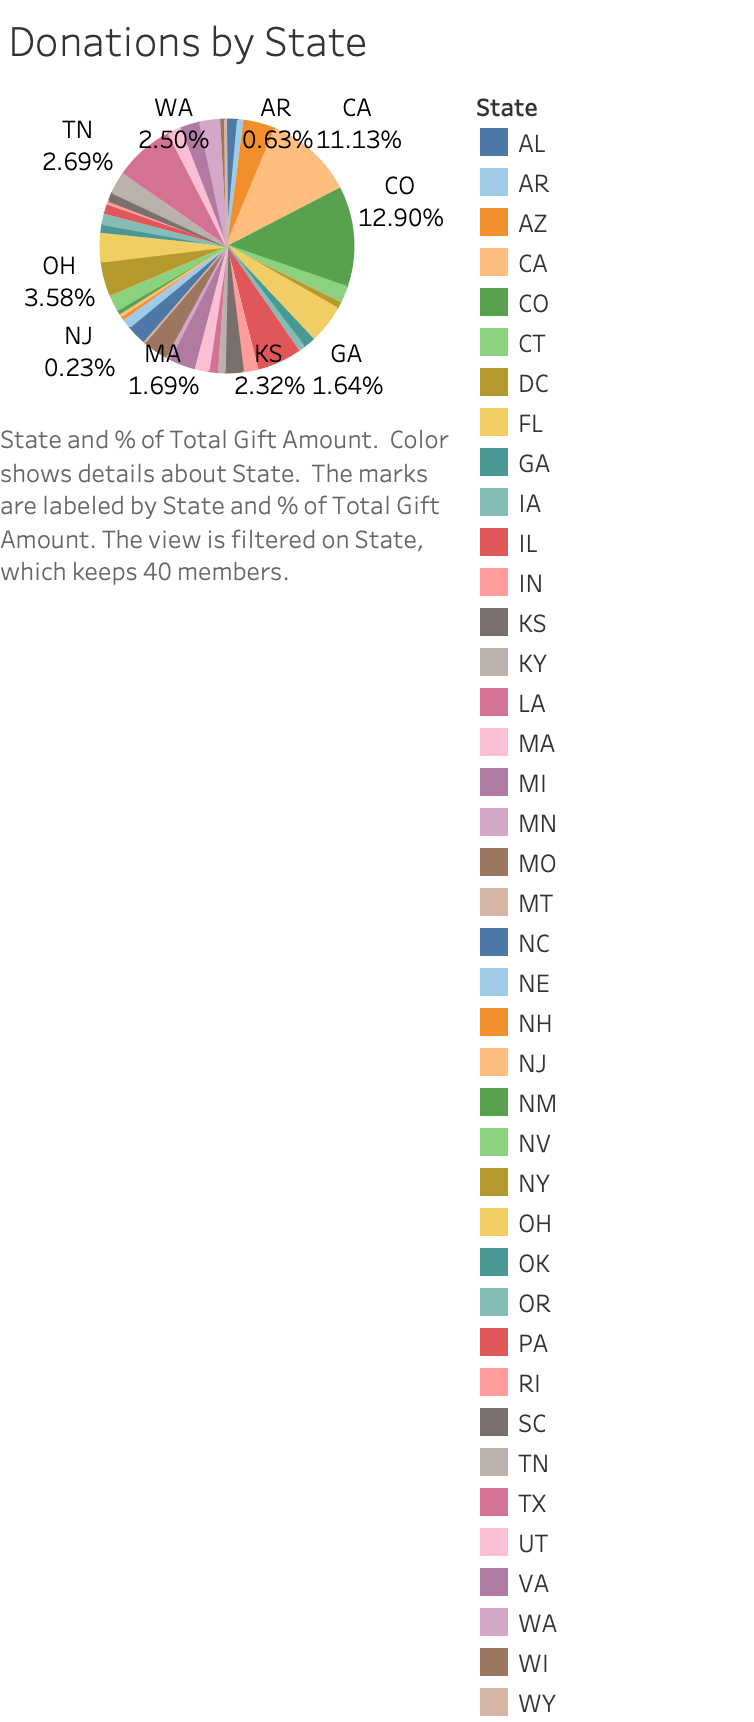 Donations by State
WA
2.50%
AR
0.63%
CA
11.13%
TN
2.69%
CO
12.90%
OH
3.58%
NJ
0.23%
MA
1.69%
KS
2.32%
GA
1.64%
State and % of Total Gift Amount.  Color
shows details about State.  The marks
are labeled by State and % of Total Gift
Amount. The view is filtered on State,
which keeps 40 members.
State
AL
AR
AZ
CA
CO
CT
DC
FL
GA
IA
IL
IN
KS
KY
LA
MA
MI
MN
MO
MT
NC
NE
NH
NJ
NM
NV
NY
OH
OK
OR
PA
RI
SC
TN
TX
UT
VA
WA
WI
WY